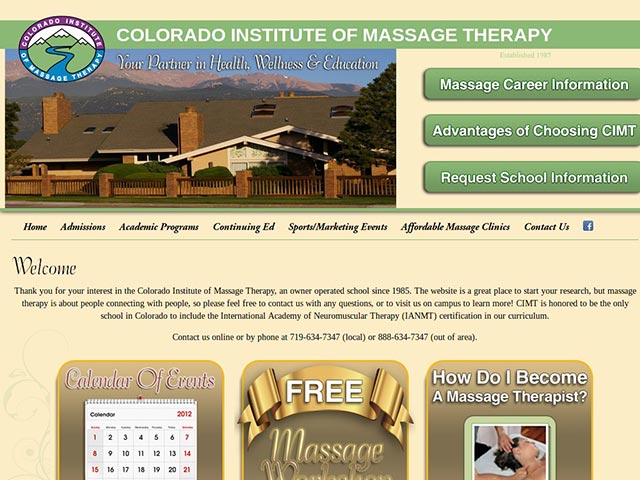 COLORADO INSTITUTE
OF MASSAGE THERAPY
COLORADO INSTITUTE OF MASSAGE THERAPY
Established 1985
Your Partner in Health, Wellness & Education
Massage Career Information
Advantages of Choosing CIMT
Request School Information
Home Admissions Academic Programs Continuing Ed Sports/Marketing Events Affordable Massage Clinics Contact Us
Welcome
Thank you for your interest in the Colorado Institute of Massage Therapy, an owner operated school since 1985. The website is a great place to start your research, but massage
therapy is about people connecting with people, so please feel free to contact us with any questions, or to visit us on campus to learn more! CIMT is honored to be the only
school in Colorado to include the International Academy of Neuromuscular Therapy (IANMT) certification in our curriculum.
Contact us online or by phone at 719-634-7347 (local) or 888-634-7347 (out of area).
Calendar Of Events
Calendar 2012
1 2 3 4 5 6 7
8 9 10 11 12 13 14
15 16 17 18 19 20 21
FREE
Massage
Workshop
How Do I Become
A Massage Therapist?